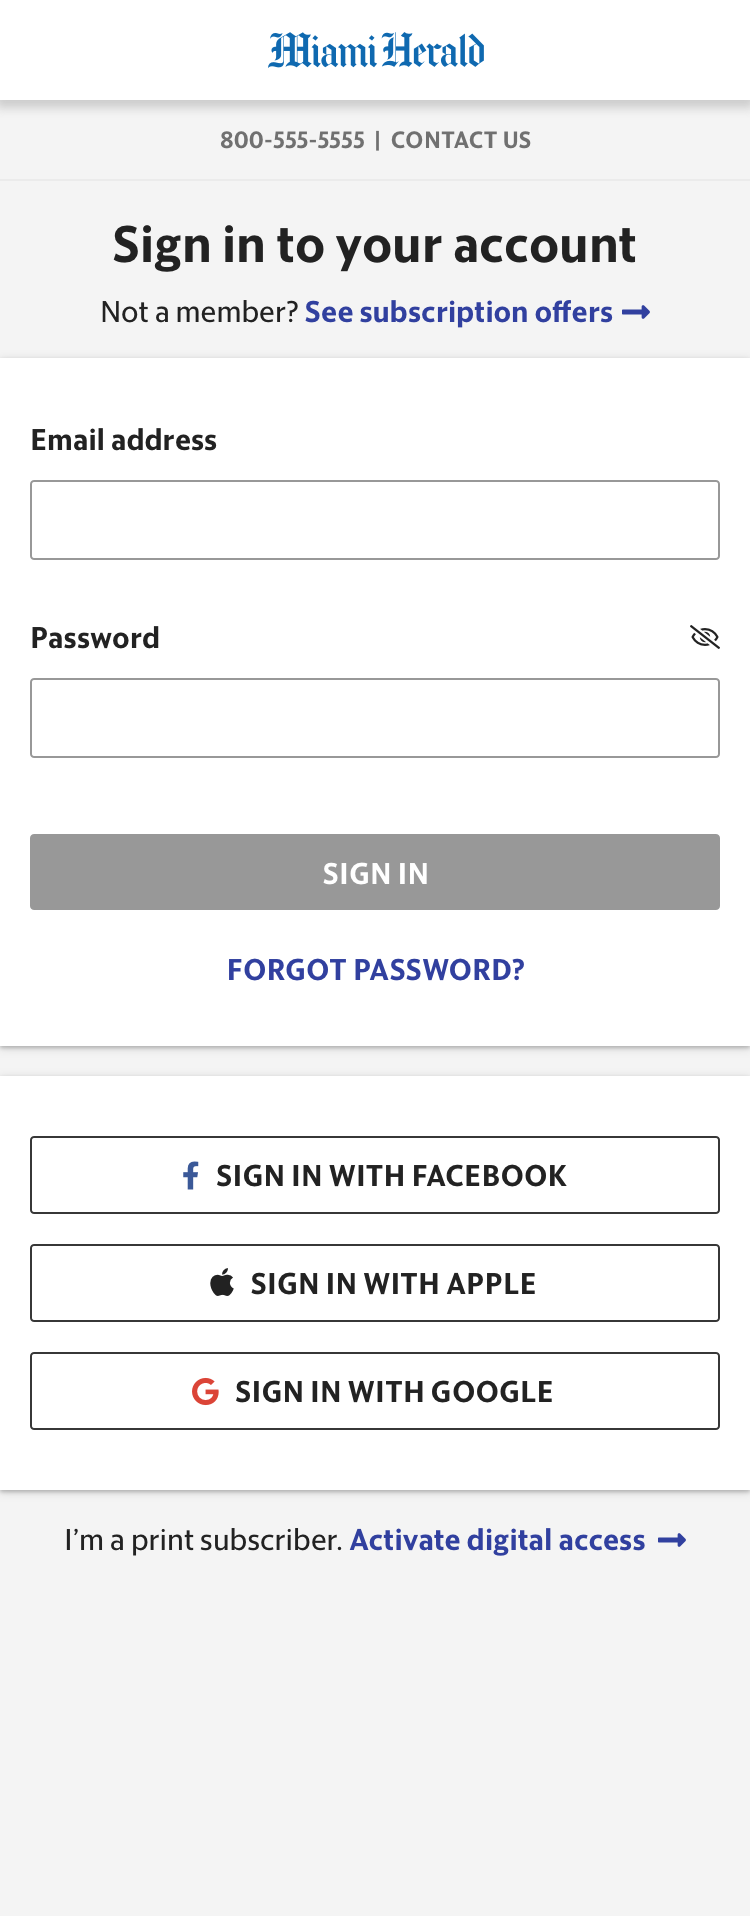 Miami Herald
800-555-5555 | CONTACT US
Sign in to your account
Not a member? See subscription offers →
Email address
Password
SIGN IN
FORGOT PASSWORD?
SIGN IN WITH FACEBOOK
SIGN IN WITH APPLE
SIGN IN WITH GOOGLE
I’m a print subscriber. Activate digital access →